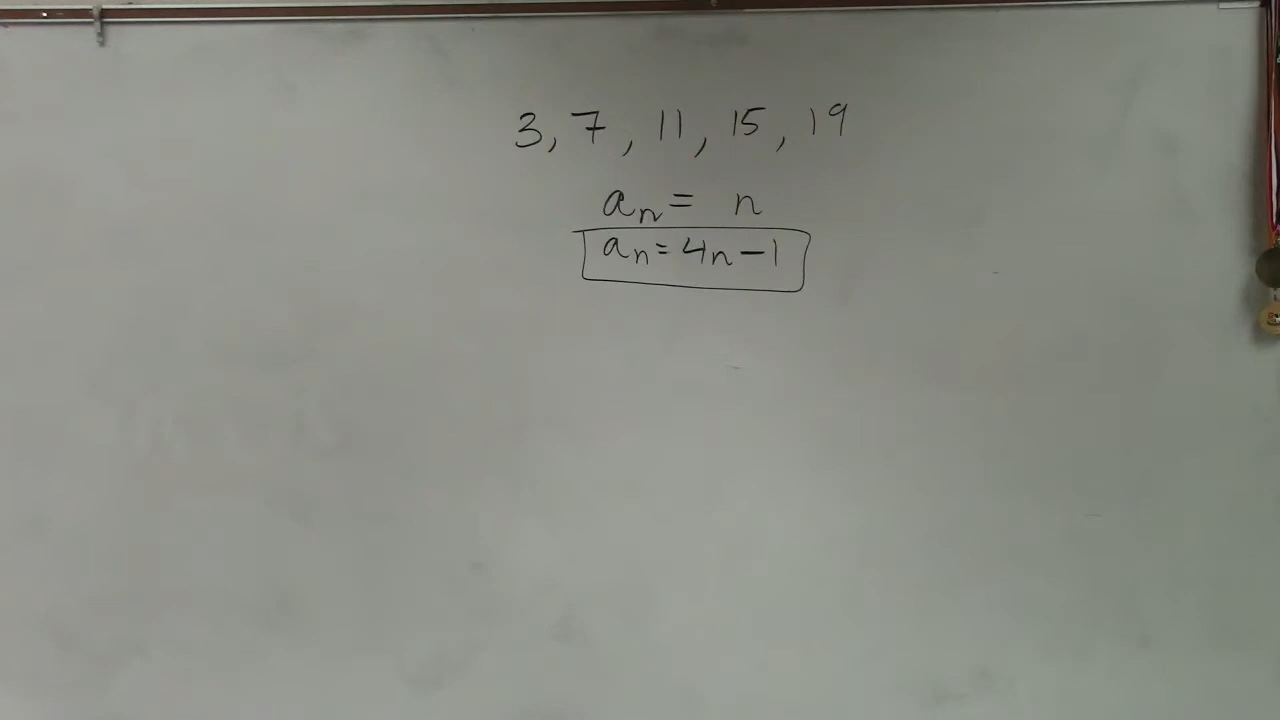 3, 7, 11, 15, 19
aₙ = n
aₙ = 4n − 1